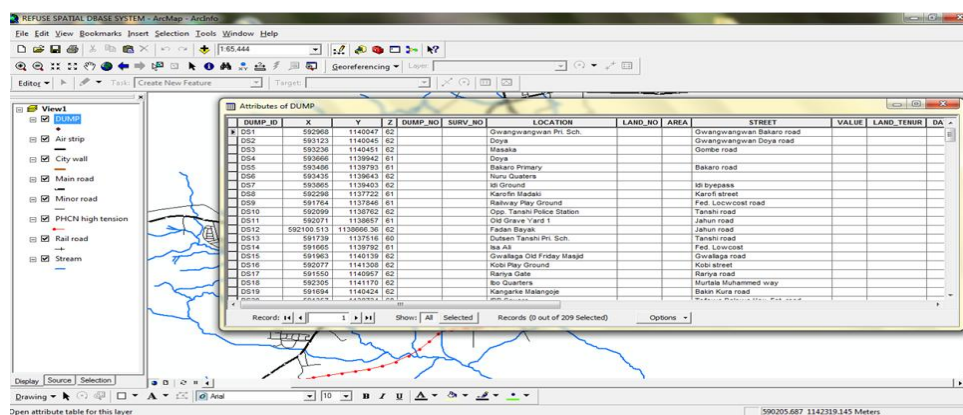 REFUSE SPATIAL DBASE SYSTEM - ArcMap - ArcInfo
File Edit View Bookmarks Insert Selection Tools Window Help
1:65,444
Georeferencing Layer:
Editor Task: Create New Feature Target:
View1
DUMP
Air strip
City wall
Main road
Minor road
PHCN high tension
Rail road
Stream
Attributes of DUMP
DUMP_ID X Y Z DUMP_NO SURV_NO LOCATION LAND_NO AREA STREET VALUE LAND_TENUR DA
DS1 592968 1140047 62 Gwangwangwan Pri. Sch. Gwangwangwan Bakaro road
DS2 593123 1140045 62 Doya Gwangwangwan Doya road
DS3 593236 1140451 62 Masaka Gombe road
DS4 593666 1139942 61 Doya
DS5 593486 1139793 61 Bakaro Primary Bakaro road
DS6 593435 1139643 62 Nuru Quaters
DS7 593865 1139403 62 Idi Ground Idi byepass
DS8 592298 1137722 61 Karofin Madaki Karofi street
DS9 591764 1137846 61 Railway Play Ground Fed. Locwcost road
DS10 592099 1138762 62 Opp. Tanshi Police Station Tanshi road
DS11 592071 1138657 61 Old Grave Yard 1 Jahun road
DS12 592100.513 1138666.36 62 Fadan Bayak Jahun road
DS13 591739 1137516 60 Dutsen Tanshi Pri. Sch. Tanshi road
DS14 591665 1139792 61 Isa Ali Fed. Lowcost
DS15 591963 1140139 62 Gwallaga Old Friday Masjid Gwallaga road
DS16 592077 1141308 62 Kobi Play Ground Kobi street
DS17 591550 1140957 62 Rariya Gate Rariya road
DS18 592305 1141170 62 Ibo Quarters Murtala Muhammed way
DS19 591694 1140424 62 Kangarke Malangoje Bakin Kura road
Record: 1 Show: All Selected Records (0 out of 209 Selected) Options
Display Source Selection
Drawing A Arial 10 B I U A
Open attribute table for this layer 590205.687 1142319.145 Meters